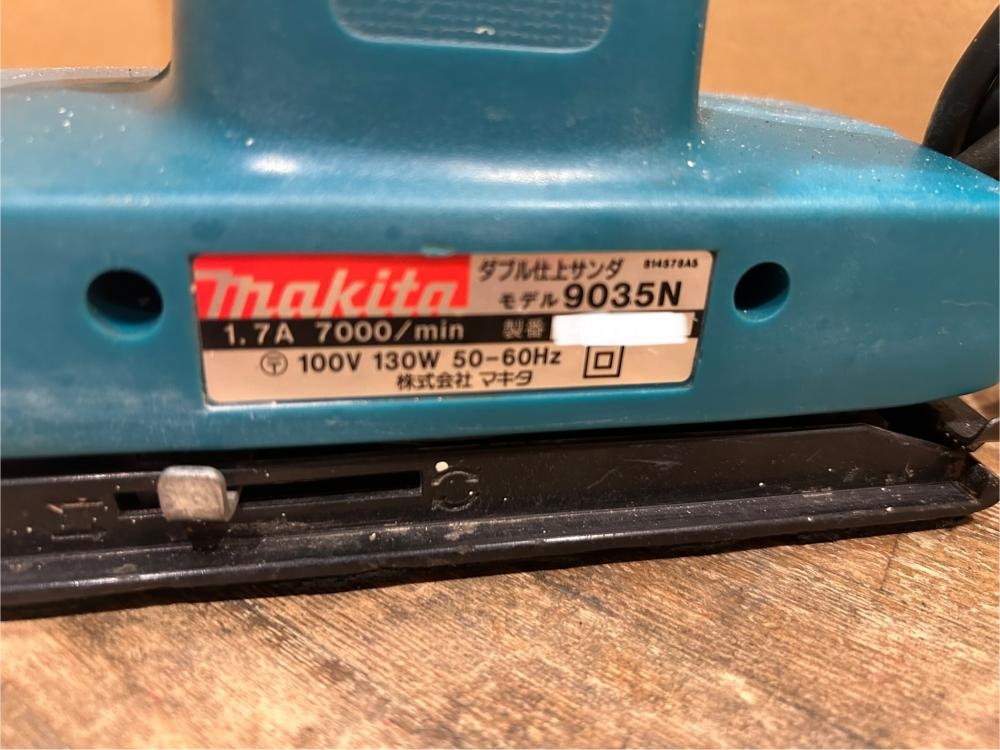 makita
ダブル仕上サンダ
814578A5
モデル 9035N
1.7A 7000/min 製番
〒 100V 130W 50-60Hz
株式会社 マキタ